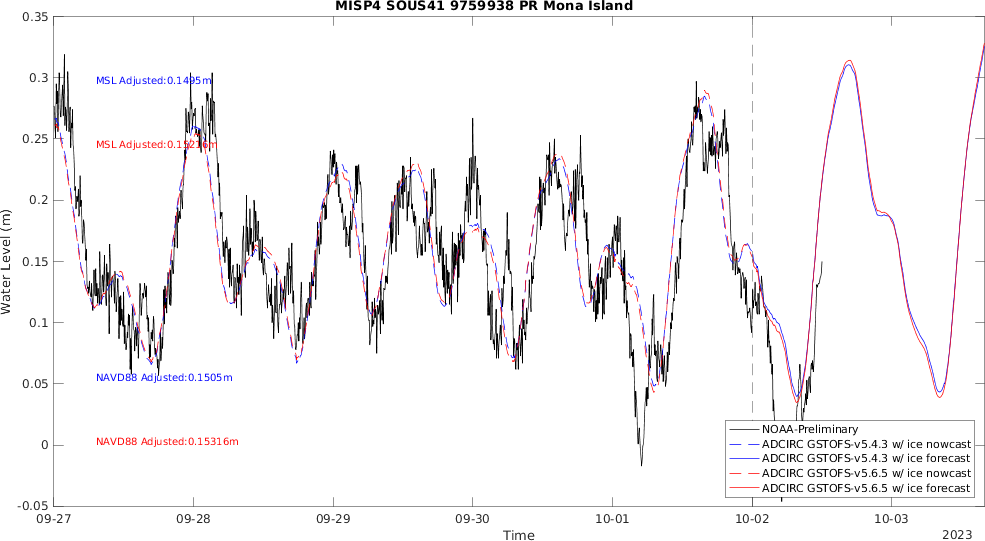 MISP4 SOUS41 9759938 PR Mona Island
0.35
0.3
0.25
0.2
0.15
0.1
0.05
0
-0.05
Water Level (m)
MSL Adjusted:0.1495m
MSL Adjusted:0.15216m
NAVD88 Adjusted:0.1505m
NAVD88 Adjusted:0.15316m
NOAA-Preliminary
ADCIRC GSTOFS-v5.4.3 w/ ice nowcast
ADCIRC GSTOFS-v5.4.3 w/ ice forecast
ADCIRC GSTOFS-v5.6.5 w/ ice nowcast
ADCIRC GSTOFS-v5.6.5 w/ ice forecast
09-27 09-28 09-29 09-30 10-01 10-02 10-03
Time
2023